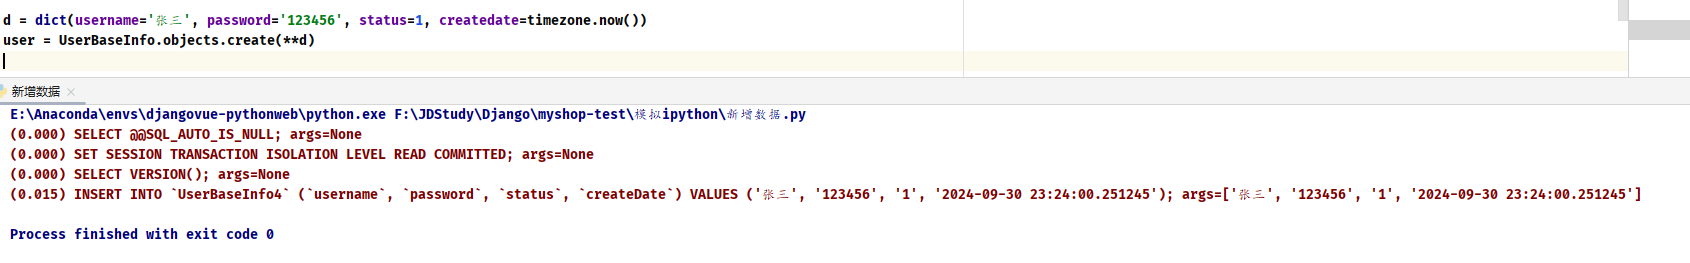 d = dict(username='张三', password='123456', status=1, createdate=timezone.now())
user = UserBaseInfo.objects.create(**d)
新增数据 ×
E:\Anaconda\envs\djangovue-pythonweb\python.exe F:\JDStudy\Django\myshop-test\模拟ipython\新增数据.py
(0.000) SELECT @@SQL_AUTO_IS_NULL; args=None
(0.000) SET SESSION TRANSACTION ISOLATION LEVEL READ COMMITTED; args=None
(0.000) SELECT VERSION(); args=None
(0.015) INSERT INTO `UserBaseInfo4` (`username`, `password`, `status`, `createDate`) VALUES ('张三', '123456', '1', '2024-09-30 23:24:00.251245'); args=['张三', '123456', '1', '2024-09-30 23:24:00.251245']
Process finished with exit code 0